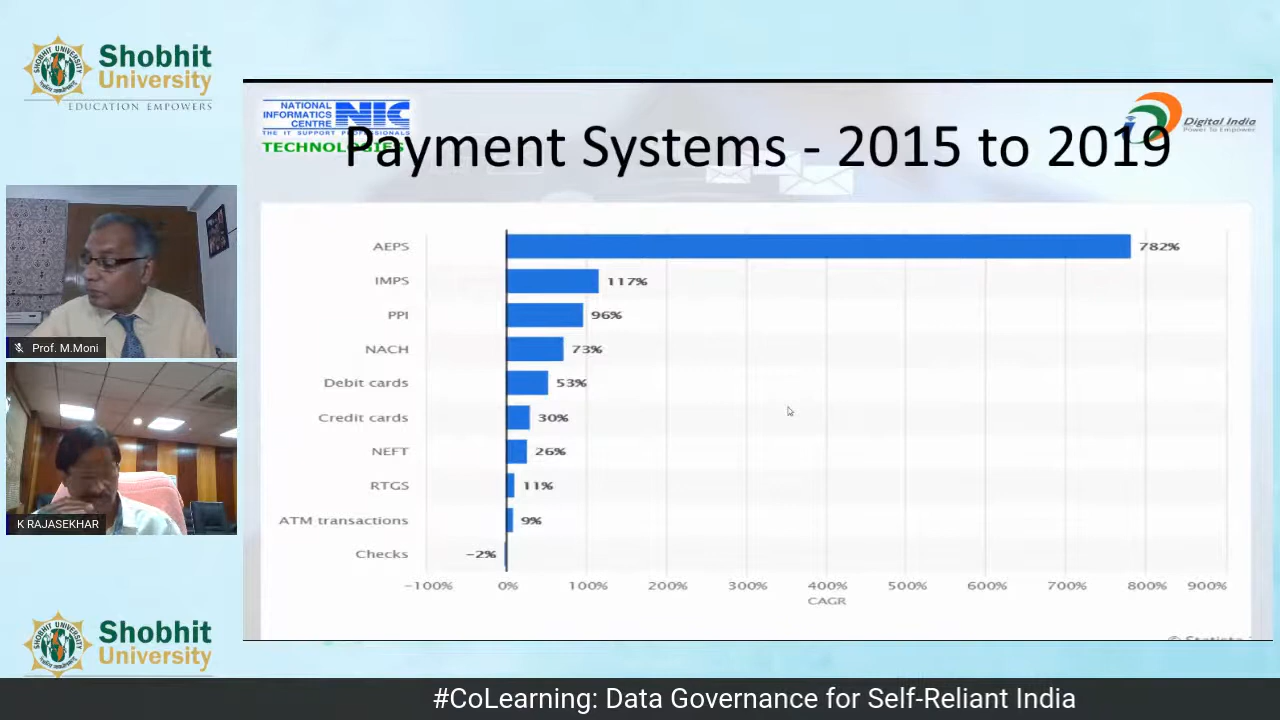 Shobhit
University
EDUCATION EMPOWERS
NATIONAL
INFORMATICS
CENTRE
NIC
THE IT SUPPORT PROFESSIONALS
TECHNOLOGIES
Digital India
Power To Empower
Payment Systems - 2015 to 2019
AEPS 782%
IMPS 117%
PPI 96%
NACH 73%
Debit cards 53%
Credit cards 30%
NEFT 26%
RTGS 11%
ATM transactions 9%
Checks -2%
-100% 0% 100% 200% 300% 400% 500% 600% 700% 800% 900%
CAGR
Prof. M.Moni
K RAJASEKHAR
Shobhit
University
#CoLearning: Data Governance for Self-Reliant India